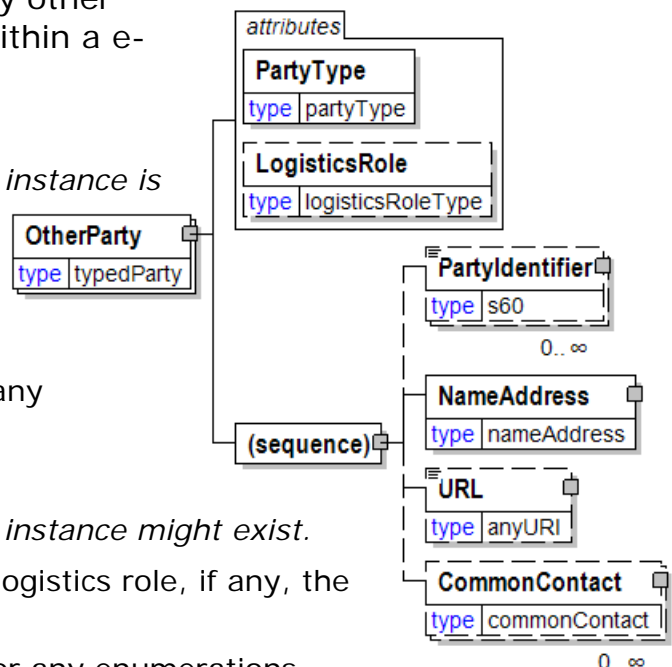 y other
ithin a e-
instance is
any
instance might exist.
ogistics role, if any, the
or any enumerations
attributes
PartyType
type partyType
LogisticsRole
type logisticsRoleType
OtherParty
type typedParty
(sequence)
PartyIdentifier
type s60
0.. ∞
NameAddress
type nameAddress
URL
type anyURI
CommonContact
type commonContact
0.. ∞